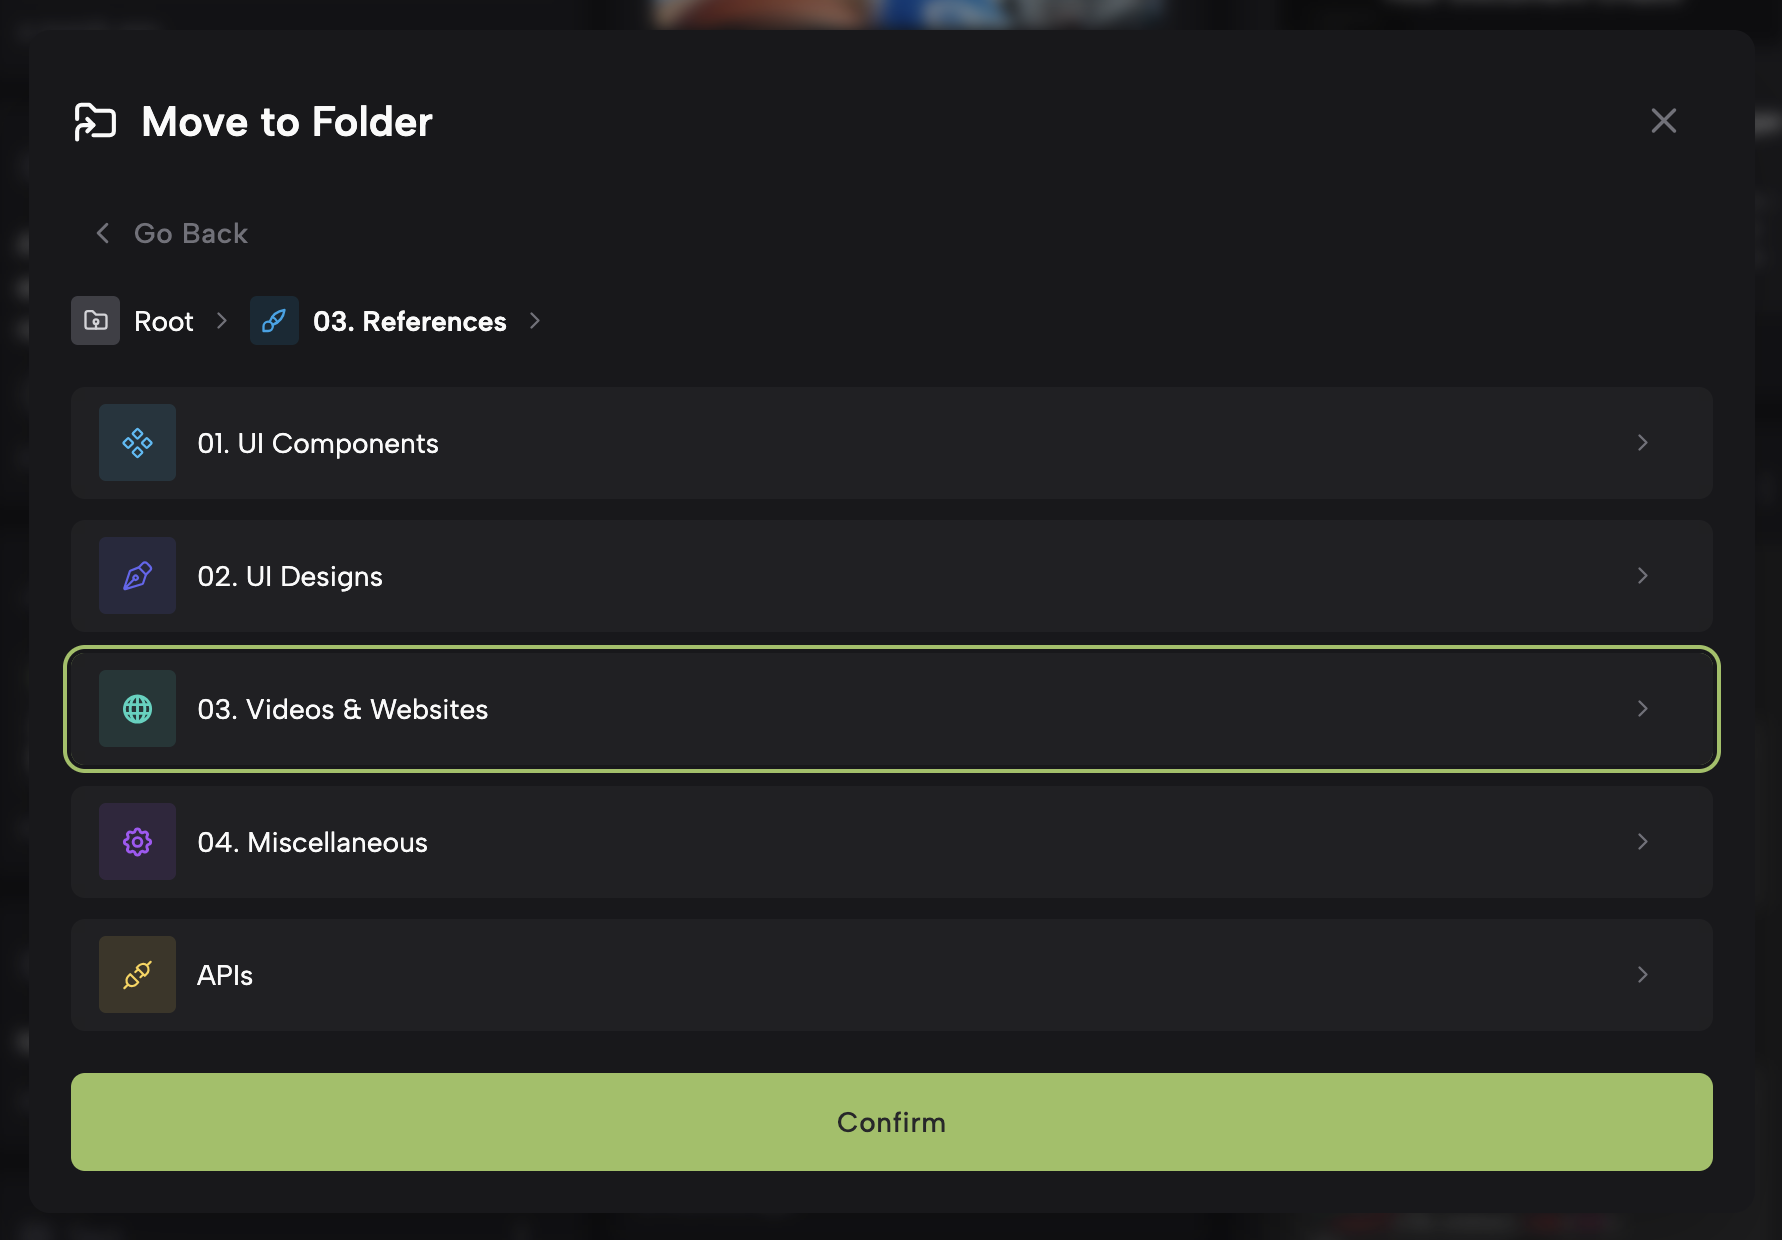 Move to Folder
Go Back
Root
03. References
01. UI Components
02. UI Designs
03. Videos & Websites
04. Miscellaneous
APIs
Confirm